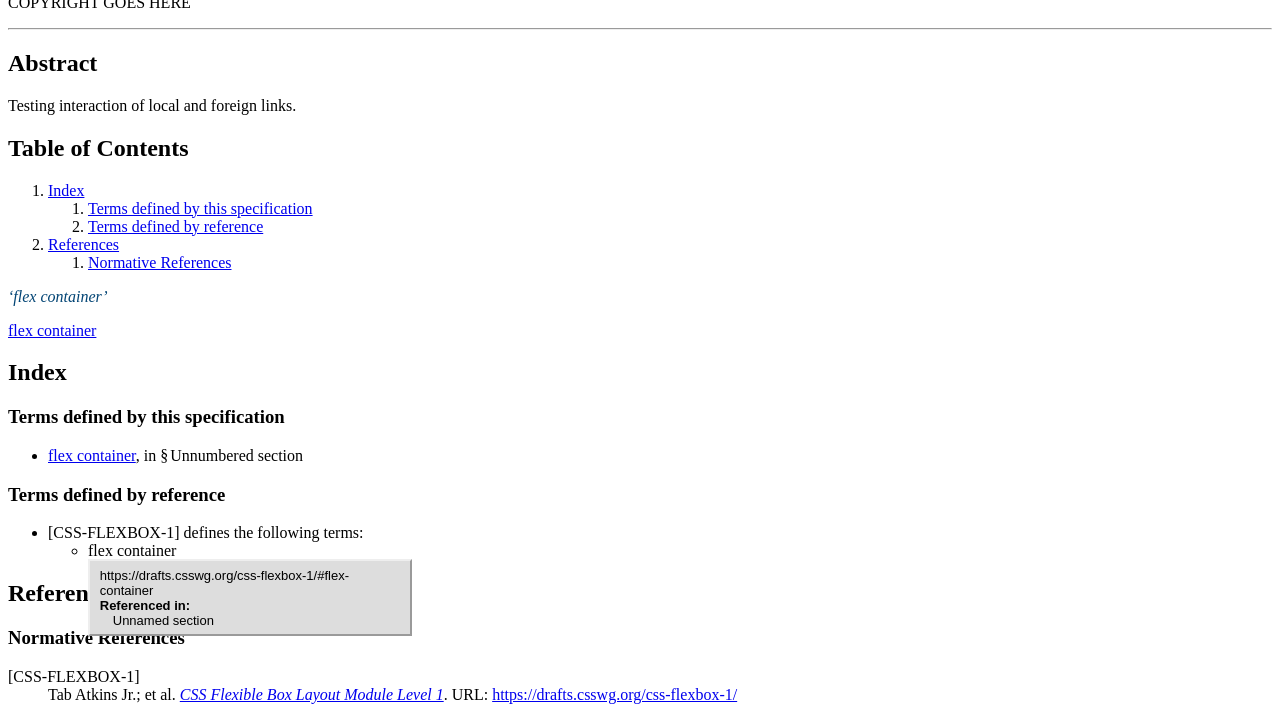 COPYRIGHT GOES HERE
Abstract
Testing interaction of local and foreign links.
Table of Contents
1. Index
1. Terms defined by this specification
2. Terms defined by reference
2. References
1. Normative References
‘flex container’
flex container
Index
Terms defined by this specification
• flex container, in § Unnumbered section
Terms defined by reference
• [CSS-FLEXBOX-1] defines the following terms:
◦ flex container
https://drafts.csswg.org/css-flexbox-1/#flex-
container
Referenced in:
Unnamed section
Referen
Normative References
[CSS-FLEXBOX-1]
Tab Atkins Jr.; et al. CSS Flexible Box Layout Module Level 1. URL: https://drafts.csswg.org/css-flexbox-1/